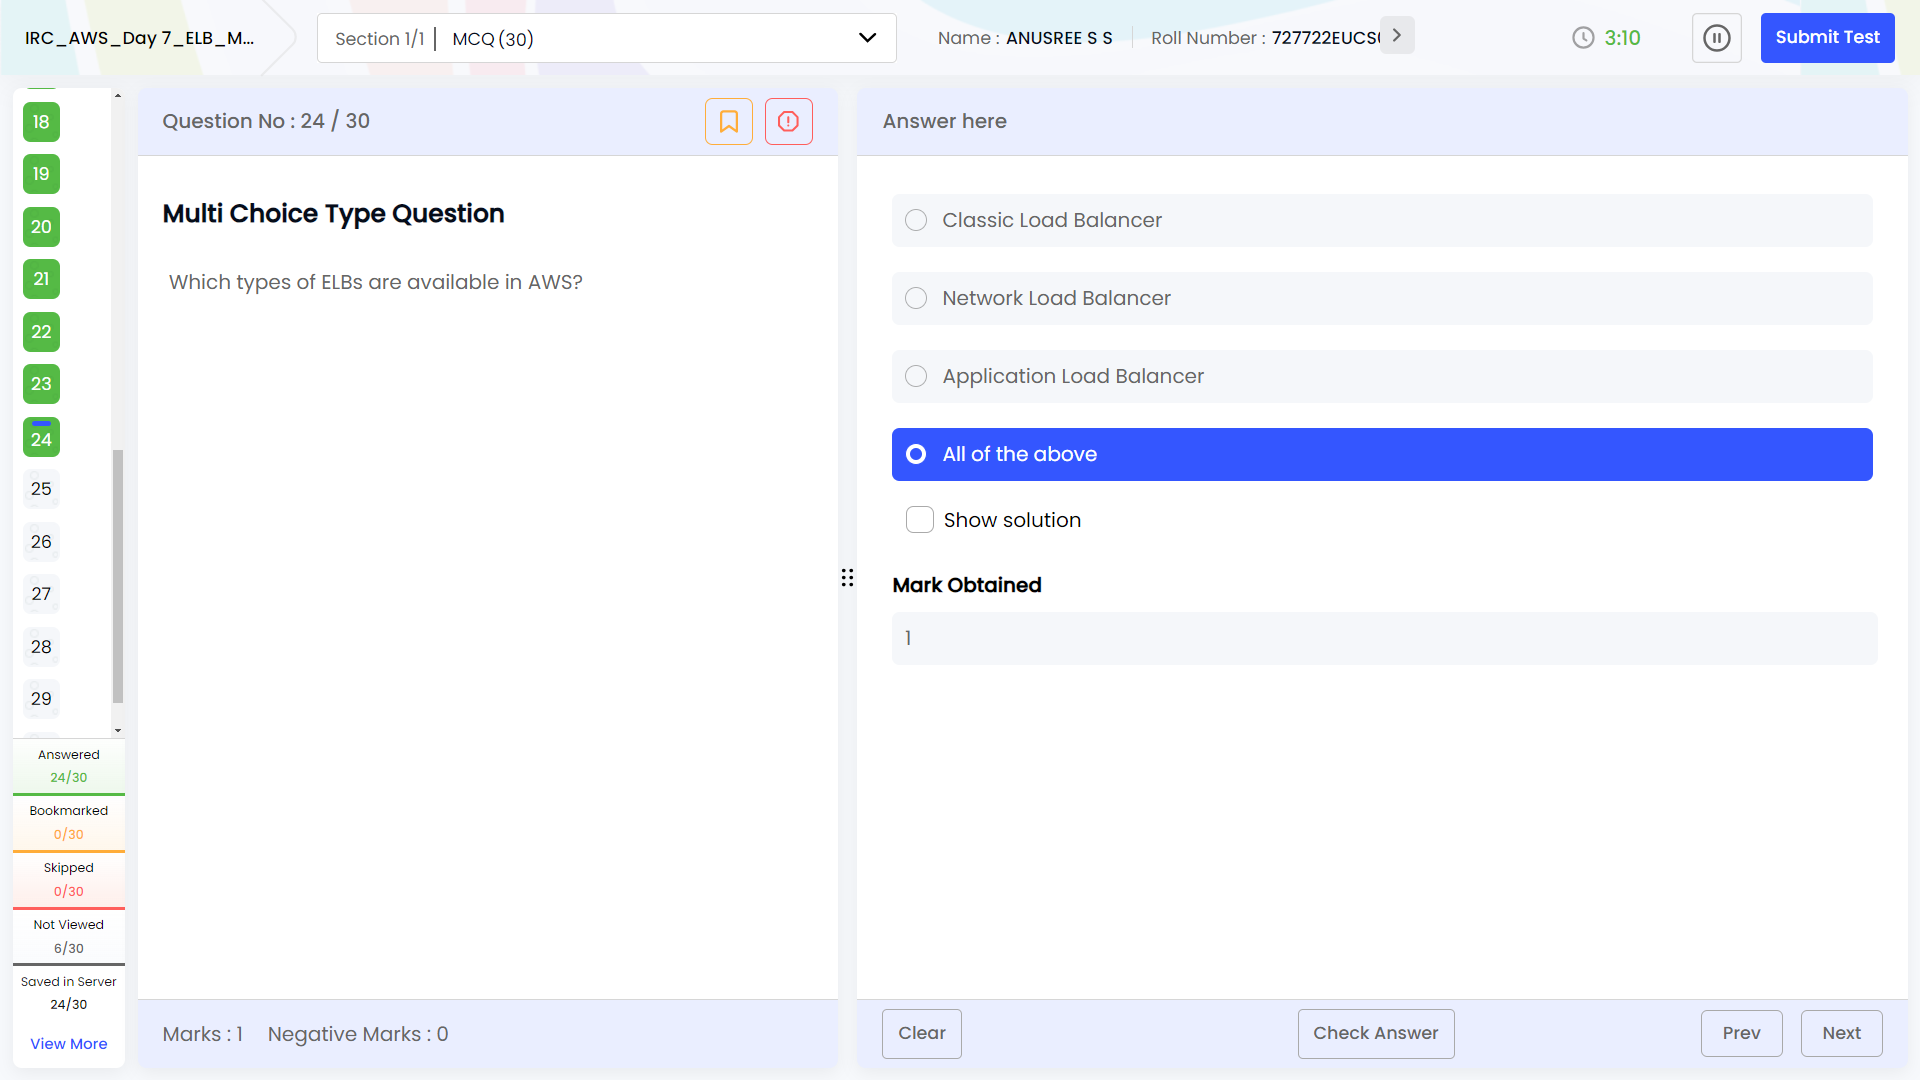 IRC_AWS_Day 7_ELB_M...
Section 1/1 | MCQ (30)
Name : ANUSREE S S
Roll Number : 727722EUCS
3:10
Submit Test
18
19
20
21
22
23
24
25
26
27
28
29
Answered
24/30
Bookmarked
0/30
Skipped
0/30
Not Viewed
6/30
Saved in Server
24/30
View More
Question No : 24 / 30
Multi Choice Type Question
Which types of ELBs are available in AWS?
Marks : 1 Negative Marks : 0
Answer here
Classic Load Balancer
Network Load Balancer
Application Load Balancer
All of the above
Show solution
Mark Obtained
1
Clear
Check Answer
Prev
Next